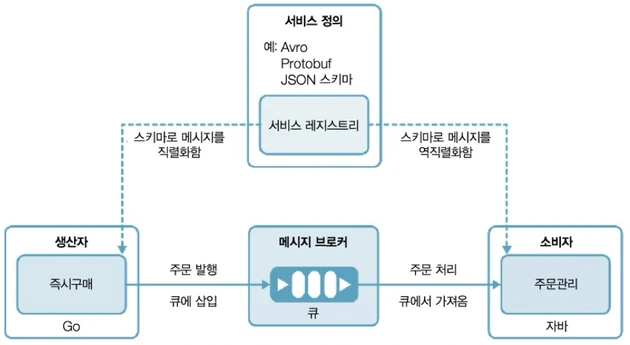 서비스 정의
예: Avro
Protobuf
JSON 스키마
서비스 레지스트리
스키마로 메시지를
직렬화함
스키마로 메시지를
역직렬화함
생산자
즉시구매
Go
주문 발행
큐에 삽입
메시지 브로커
큐
주문 처리
큐에서 가져옴
소비자
주문관리
자바